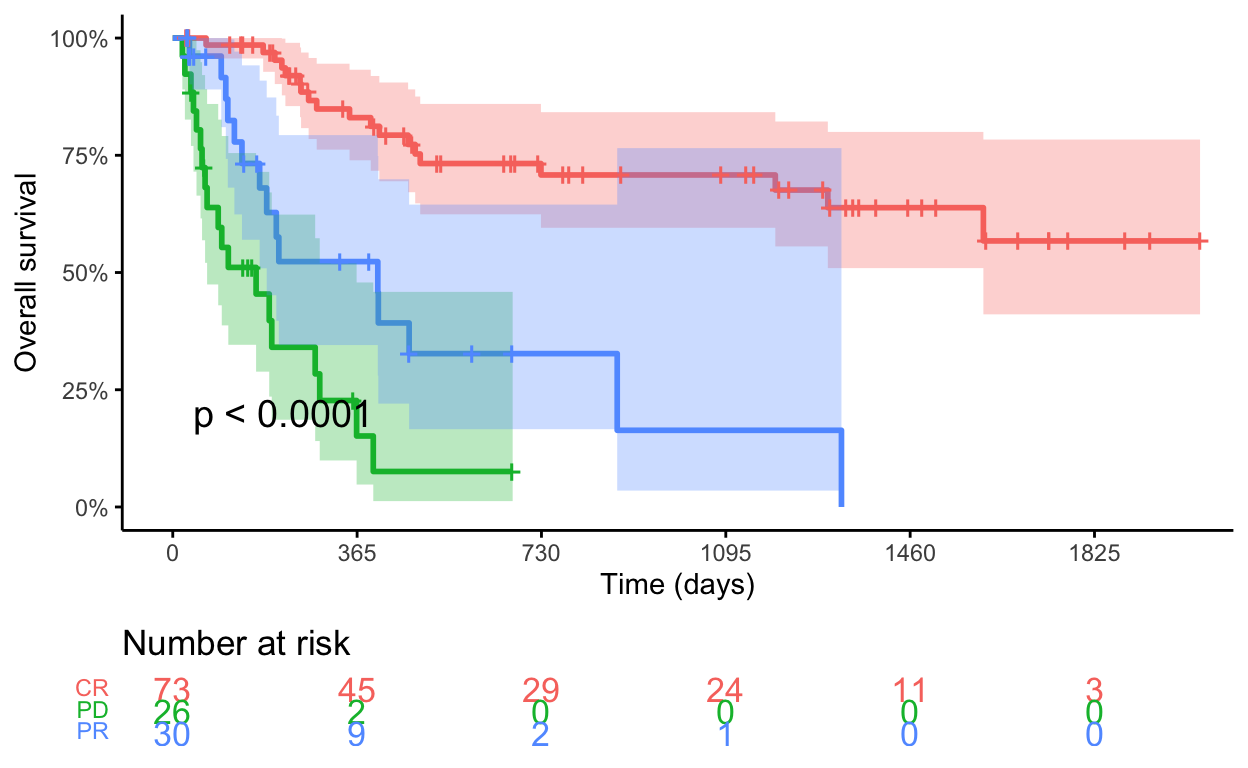 100%
75%
50%
25%
0%
Overall survival
p < 0.0001
0 365 730 1095 1460 1825
Time (days)
Number at risk
CR 73 45 29 24 11 3
PD 26 2 0 0 0 0
PR 30 9 2 1 0 0